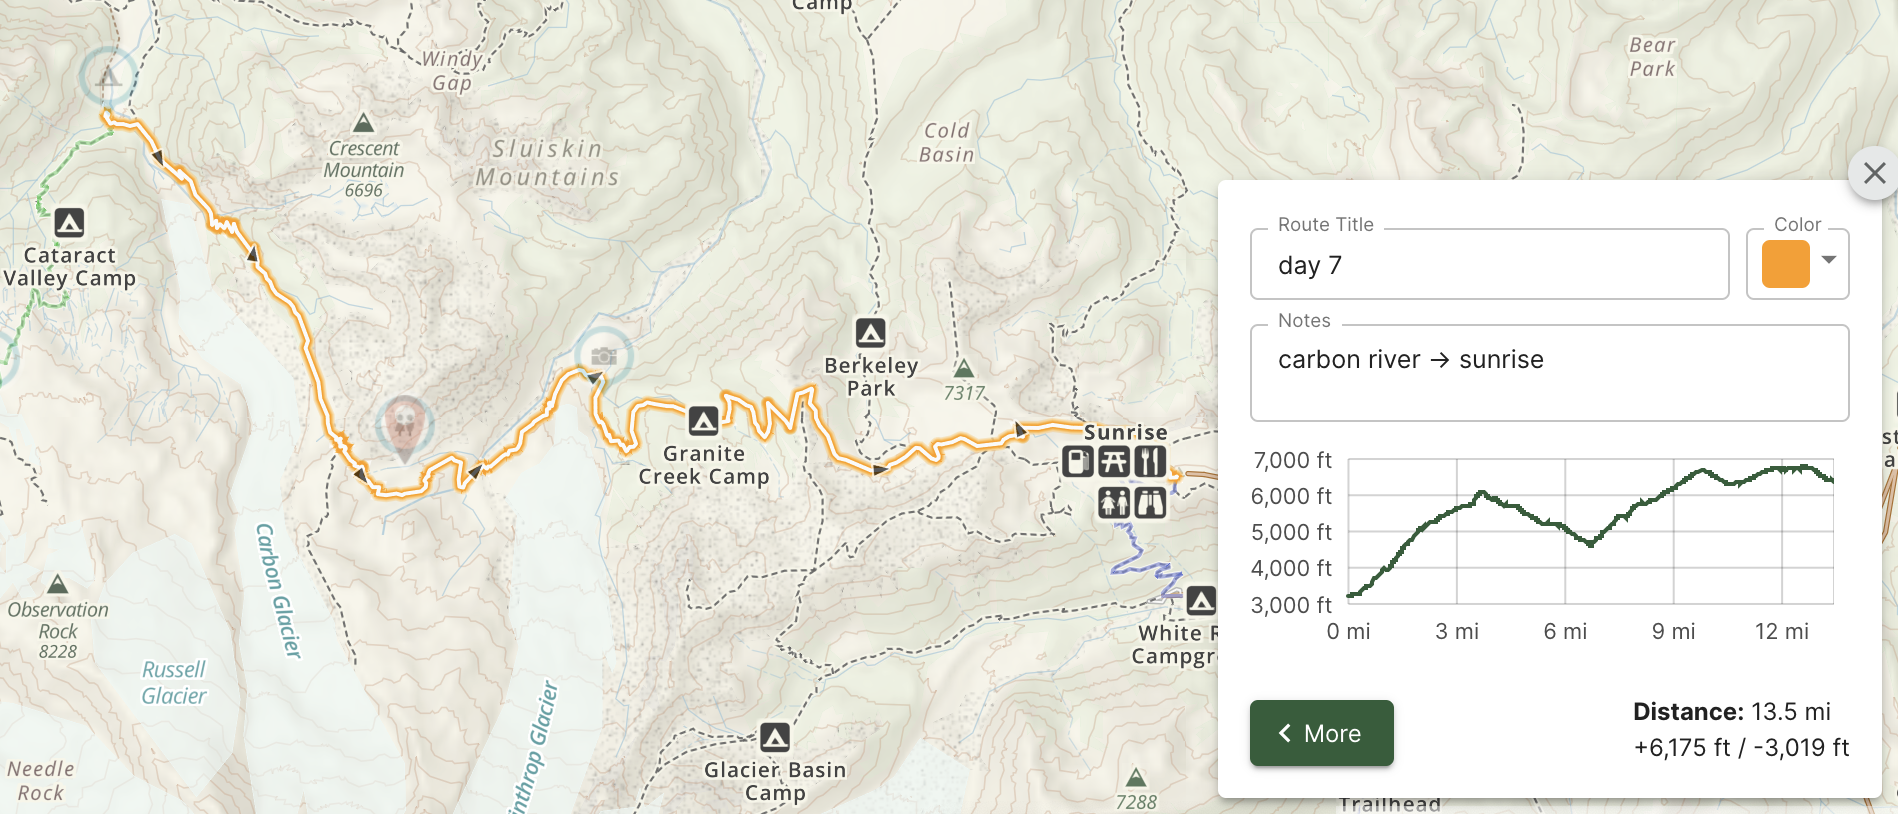 Camp
Windy
Gap
Bear
Park
Crescent
Mountain
6696
Sluiskin
Mountains
Cold
Basin
Cataract
Valley Camp
Berkeley
Park
7317
Granite
Creek Camp
Sunrise
Carbon Glacier
Observation
Rock
8228
Russell
Glacier
Needle
Rock
Glacier Basin
Camp
inthrop Glacier
White R
Campgr
7288
Trailhead
Route Title
day 7
Color
Notes
carbon river → sunrise
7,000 ft
6,000 ft
5,000 ft
4,000 ft
3,000 ft
0 mi
3 mi
6 mi
9 mi
12 mi
More
Distance: 13.5 mi
+6,175 ft / -3,019 ft